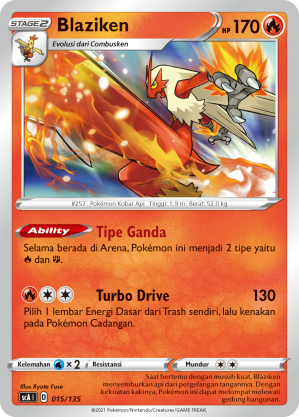 STAGE2
Blaziken
HP 170
Evolusi dari Combusken
#257 Pokémon Kobar Api Tinggi: 1.9 m Berat: 52.0 kg
Ability Tipe Ganda
Selama berada di Arena, Pokémon ini menjadi 2 tipe yaitu
dan
Turbo Drive 130
Pilih 1 lembar Energi Dasar dari Trash sendiri, lalu kenakan
pada Pokémon Cadangan.
Kelemahan ×2 Resistansi Mundur
Illus. Ryota Fuse
scA I D 015/135
Saat bertemu dengan musuh kuat, Blaziken
menyemburkan api dari pergelangan tangannya. Dengan
kekuatan kakinya, Pokémon ini dapat melompat melewati
gedung bangunan.
©2021 Pokémon/Nintendo/Creatures/GAME FREAK.